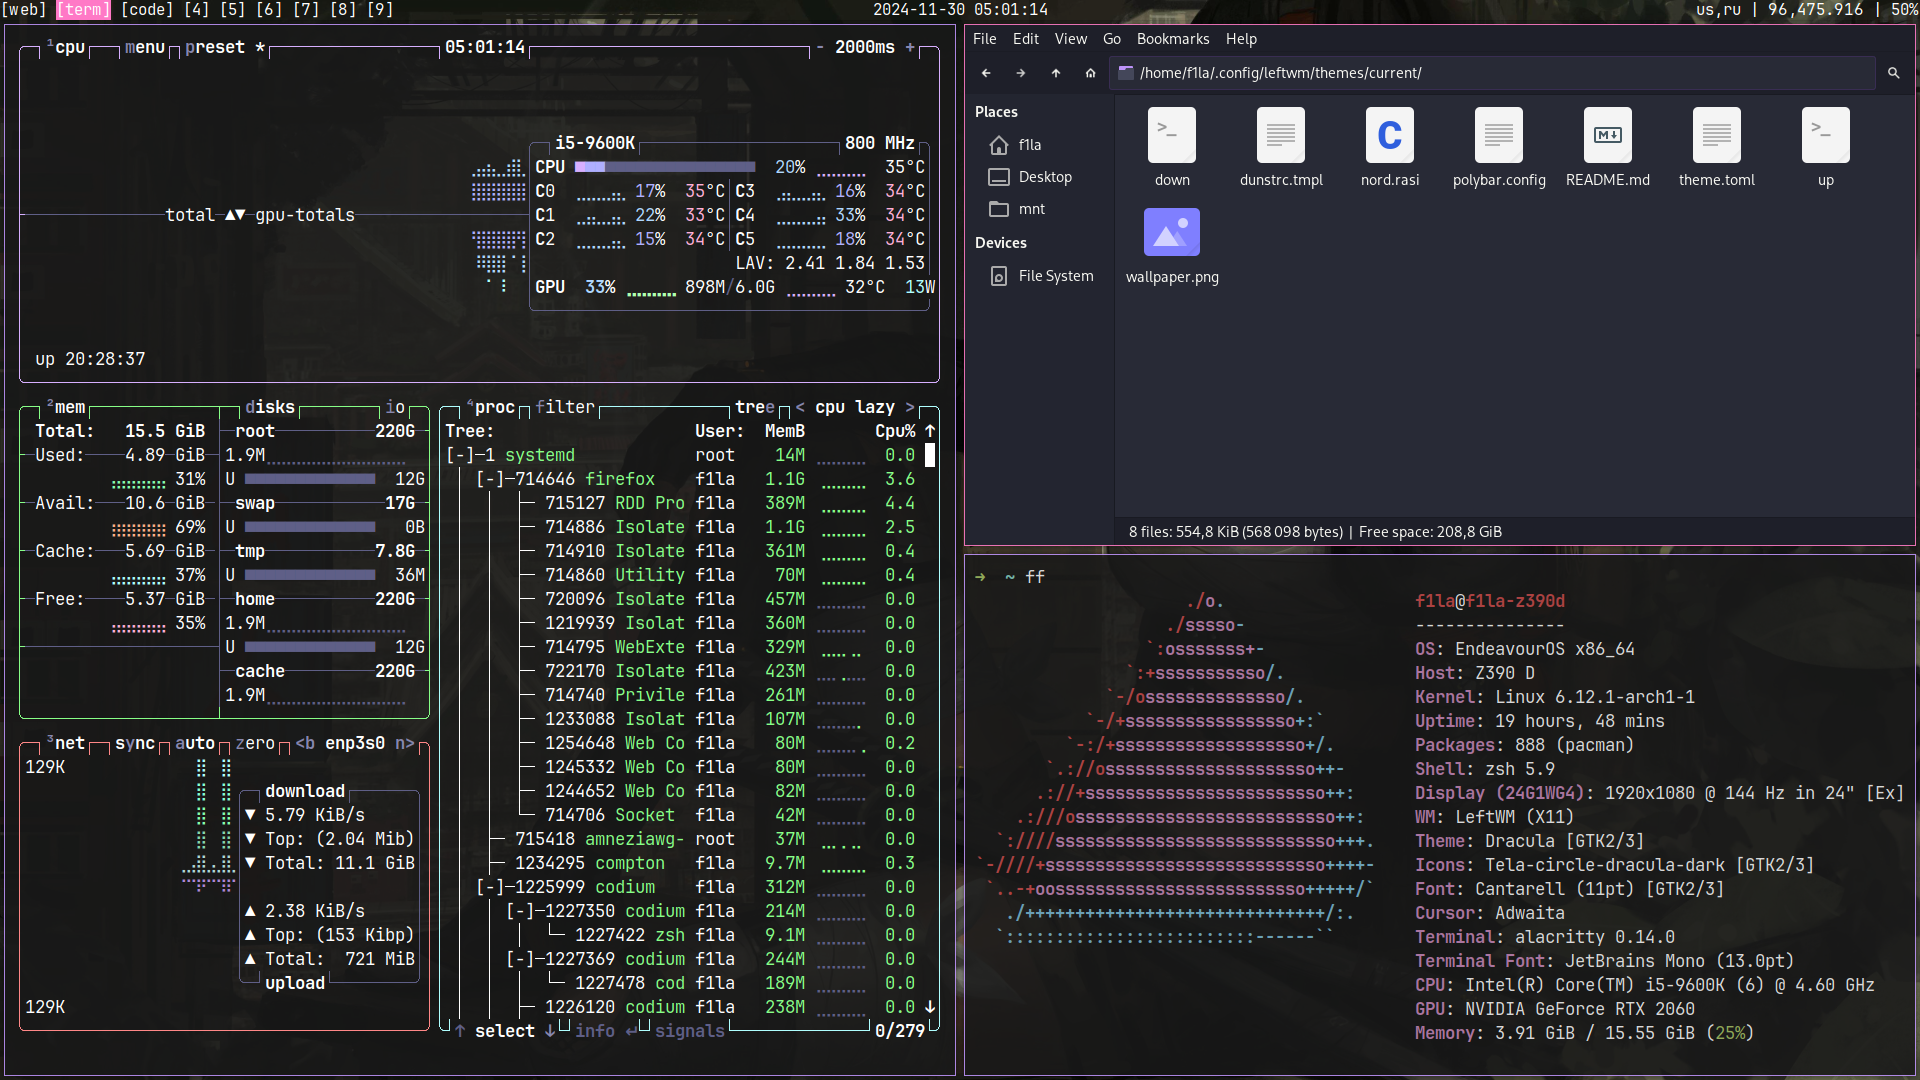 [web] [term] [code] [4] [5] [6] [7] [8] [9]
2024-11-30 05:01:14
us,ru | 96,475.916 | 50%
¹cpu menu preset * 05:01:14 - 2000ms +
i5-9600K 800 MHz
CPU 20% 35°C
C0 17% 35°C C3 16% 34°C
total ▲▼ gpu-totals
C1 22% 33°C C4 33% 34°C
C2 15% 34°C C5 18% 34°C
LAV: 2.41 1.84 1.53
GPU 33% 898M/6.0G 32°C 13W
up 20:28:37
²mem disks io
Total: 15.5 GiB
Used: 4.89 GiB
31%
Avail: 10.6 GiB
69%
Cache: 5.69 GiB
37%
Free: 5.37 GiB
35%
root 220G
1.9M
U 12G
swap 17G
U 0B
tmp 7.8G
U 36M
home 220G
1.9M
U 12G
cache 220G
1.9M
³net sync auto zero <b enp3s0 n>
129K
download
▼ 5.79 KiB/s
▼ Top: (2.04 Mib)
▼ Total: 11.1 GiB
▲ 2.38 KiB/s
▲ Top: (153 Kibp)
▲ Total: 721 MiB
upload
129K
⁴proc filter tree < cpu lazy >
Tree: User: MemB Cpu% ↑
[-]─1 systemd root 14M 0.0
[-]─714646 firefox f1la 1.1G 3.6
715127 RDD Pro f1la 389M 4.4
714886 Isolate f1la 1.1G 2.5
714910 Isolate f1la 361M 0.4
714860 Utility f1la 70M 0.4
720096 Isolate f1la 457M 0.0
1219939 Isolat f1la 360M 0.0
714795 WebExte f1la 329M 0.0
722170 Isolate f1la 423M 0.0
714740 Privile f1la 261M 0.0
1233088 Isolat f1la 107M 0.0
1254648 Web Co f1la 80M 0.2
1245332 Web Co f1la 80M 0.0
1244652 Web Co f1la 82M 0.0
714706 Socket f1la 42M 0.0
715418 amneziawg- root 37M 0.0
1234295 compton f1la 9.7M 0.3
[-]─1225999 codium f1la 312M 0.0
[-]─1227350 codium f1la 214M 0.0
1227422 zsh f1la 9.1M 0.0
[-]─1227369 codium f1la 244M 0.0
1227478 cod f1la 189M 0.0
1226120 codium f1la 238M 0.0 ↓
↑ select ↓ info ↵ signals 0/279
File Edit View Go Bookmarks Help
/home/f1la/.config/leftwm/themes/current/
Places
f1la
Desktop
mnt
Devices
File System
down
dunstrc.tmpl
nord.rasi
polybar.config
README.md
theme.toml
up
wallpaper.png
8 files: 554,8 KiB (568 098 bytes) | Free space: 208,8 GiB
→ ~ ff
./o.
./sssso-
`:osssssss+-
`:+sssssssssso/.
`-/ossssssssssssso/.
`-/+sssssssssssssssso+:`
`-:/+sssssssssssssssssso+/.
`.://osssssssssssssssssssso++-
.://+ssssssssssssssssssssssso++:
.:///ossssssssssssssssssssssssso++:
`:////ssssssssssssssssssssssssssso+++.
`-////+ssssssssssssssssssssssssssso++++-
`..-+oosssssssssssssssssssssssso+++++/`
./++++++++++++++++++++++++++++++/:.
`:::::::::::::::::::::::::------``
f1la@f1la-z390d
---------------
OS: EndeavourOS x86_64
Host: Z390 D
Kernel: Linux 6.12.1-arch1-1
Uptime: 19 hours, 48 mins
Packages: 888 (pacman)
Shell: zsh 5.9
Display (24G1WG4): 1920x1080 @ 144 Hz in 24" [Ex]
WM: LeftWM (X11)
Theme: Dracula [GTK2/3]
Icons: Tela-circle-dracula-dark [GTK2/3]
Font: Cantarell (11pt) [GTK2/3]
Cursor: Adwaita
Terminal: alacritty 0.14.0
Terminal Font: JetBrains Mono (13.0pt)
CPU: Intel(R) Core(TM) i5-9600K (6) @ 4.60 GHz
GPU: NVIDIA GeForce RTX 2060
Memory: 3.91 GiB / 15.55 GiB (25%)